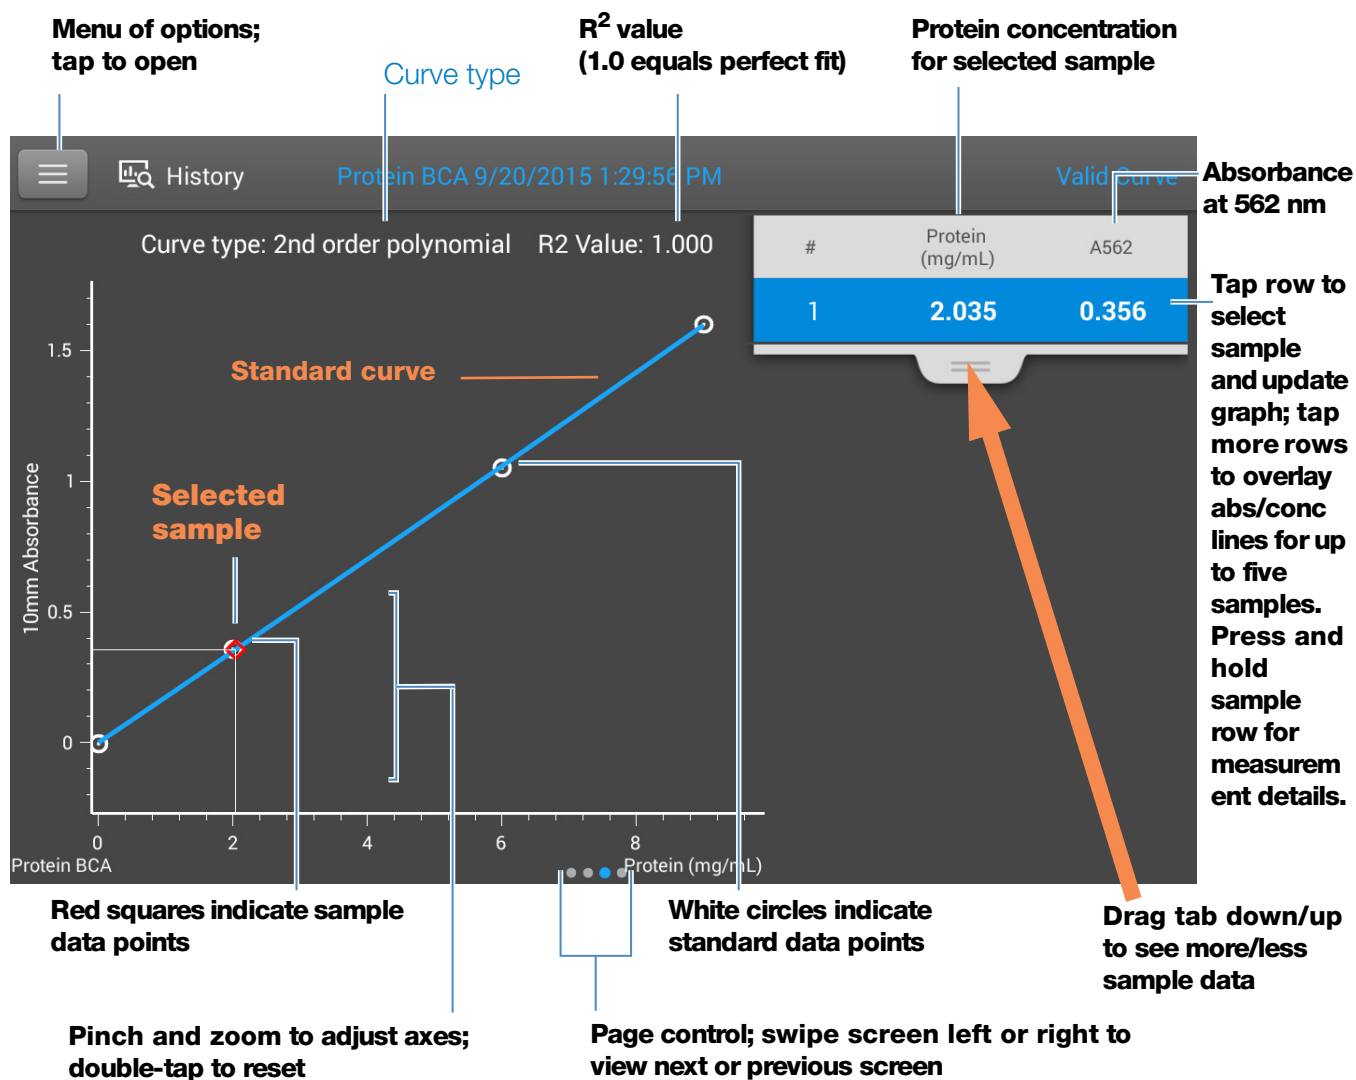 Menu of options;
tap to open
Curve type
R2 value
(1.0 equals perfect fit)
Protein concentration
for selected sample
History
Protein BCA 9/20/2015 1:29:56 PM
Valid Curve
Absorbance
at 562 nm
Curve type: 2nd order polynomial R2 Value: 1.000
# Protein (mg/mL) A562
1 2.035 0.356
Tap row to
select
sample
and update
graph; tap
more rows
to overlay
abs/conc
lines for up
to five
samples.
Press and
hold
sample
row for
measurem
ent details.
Standard curve
Selected
sample
10mm Absorbance
1.5
1
0.5
0
0 2 4 6 8
Protein BCA
Protein (mg/mL)
Red squares indicate sample
data points
White circles indicate
standard data points
Drag tab down/up
to see more/less
sample data
Pinch and zoom to adjust axes;
double-tap to reset
Page control; swipe screen left or right to
view next or previous screen